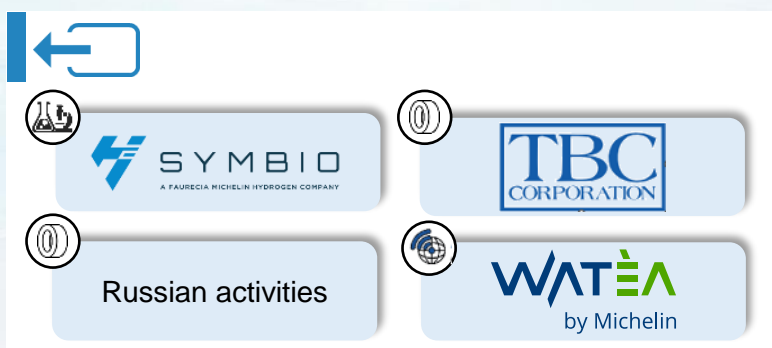 SYMBIO
A FAURECIA MICHELIN HYDROGEN COMPANY
TBC
CORPORATION
Russian activities
WATÈA
by Michelin